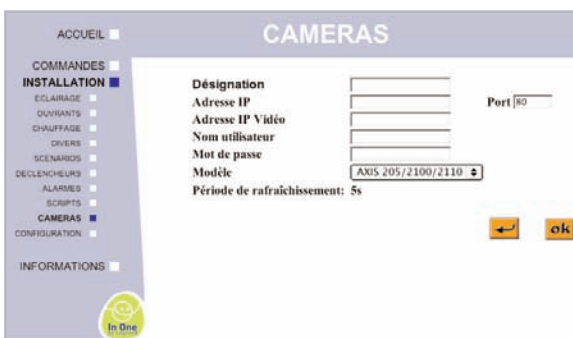 ACCUEIL
COMMANDES
INSTALLATION
ECLAIRAGE
OUVRANTS
CHAUFFAGE
DIVERS
SCENARIOS
DECLENCHEURS
ALARMES
SCRIPTS
CAMERAS
CONFIGURATION
INFORMATIONS
In One
CAMERAS
Désignation
Adresse IP Port 80
Adresse IP Vidéo
Nom utilisateur
Mot de passe
Modèle AXIS 205/2100/2110
Période de rafraîchissement: 5s
ok